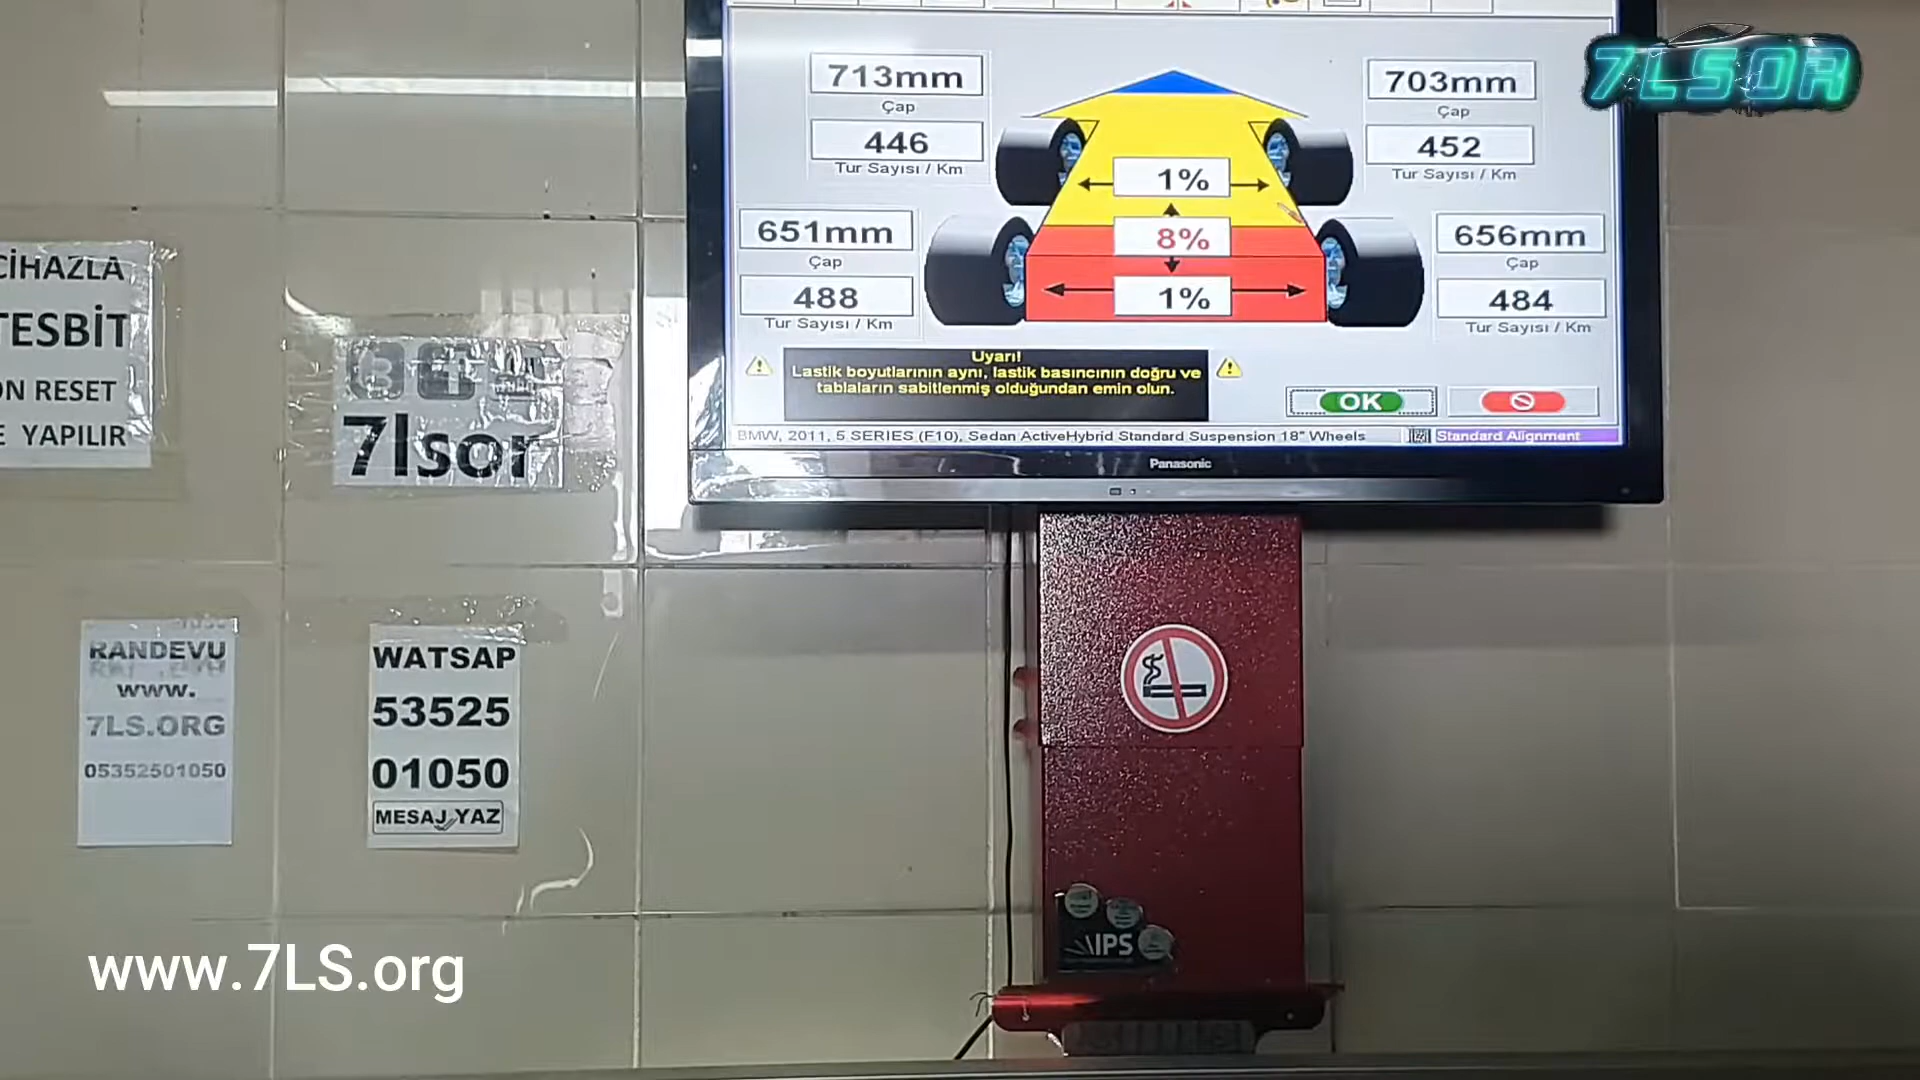 7LSOR
713mm
Çap
446
Tur Sayısı / Km
703mm
Çap
452
Tur Sayısı / Km
1%
8%
1%
651mm
Çap
488
Tur Sayısı / Km
656mm
Çap
484
Tur Sayısı / Km
Uyarı!
Lastik boyutlarının aynı, lastik basıncının doğru ve
tablaların sabitlenmiş olduğundan emin olun.
OK
BMW, 2011, 5 SERIES (F10), Sedan ActiveHybrid Standard Suspension 18" Wheels
Standard Alignment
Panasonic
CİHAZLA
TESBİT
ON RESET
E YAPILIR
7lsor
RANDEVU
www.
7LS.ORG
05352501050
WATSAP
53525
01050
MESAJ YAZ
IPS
www.7LS.org